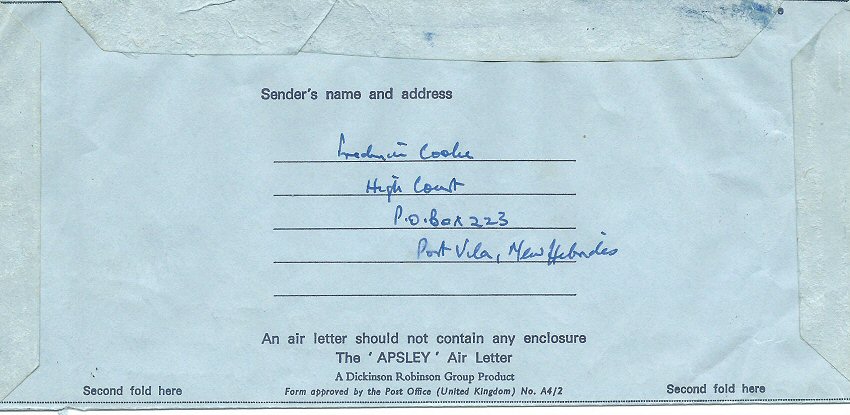 Sender's name and address
Frederick Cooke
High Court
P.O. Box 223
Port Vila, New Hebrides
An air letter should not contain any enclosure
The ' APSLEY ' Air Letter
A Dickinson Robinson Group Product
Second fold here
Form approved by the Post Office (United Kingdom) No. A4/2
Second fold here